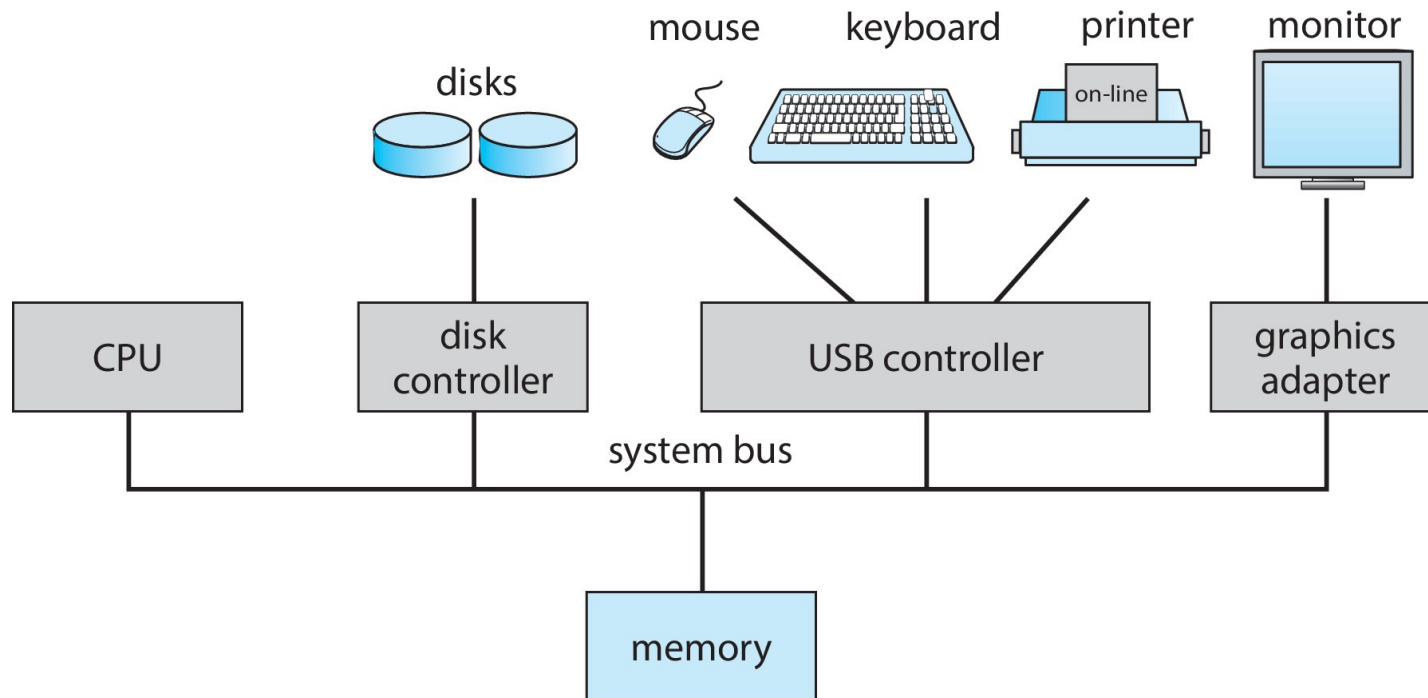 mouse
keyboard
printer
monitor
disks
on-line
CPU
disk
controller
USB controller
graphics
adapter
system bus
memory